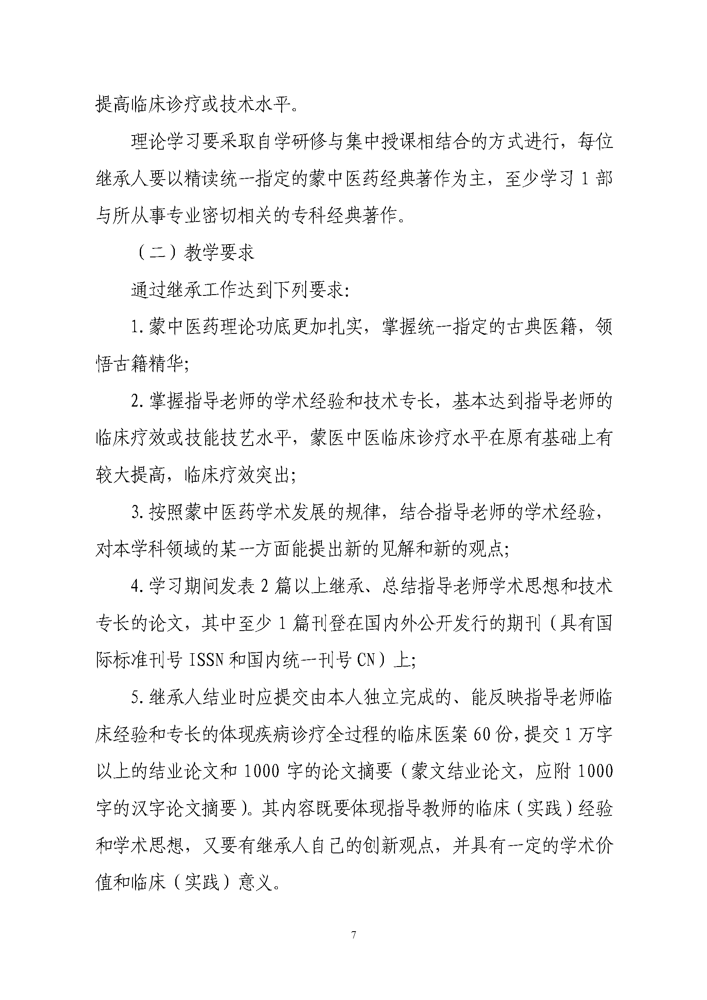 提高临床诊疗或技术水平。
理论学习要采取自学研修与集中授课相结合的方式进行，每位
继承人要以精读统一指定的蒙中医药经典著作为主，至少学习 1 部
与所从事专业密切相关的专科经典著作。
（二）教学要求
通过继承工作达到下列要求：
1. 蒙中医药理论功底更加扎实，掌握统一指定的古典医籍，领
悟古籍精华；
2. 掌握指导老师的学术经验和技术专长，基本达到指导老师的
临床疗效或技能技艺水平，蒙医中医临床诊疗水平在原有基础上有
较大提高，临床疗效突出；
3. 按照蒙中医药学术发展的规律，结合指导老师的学术经验，
对本学科领域的某一方面能提出新的见解和新的观点；
4. 学习期间发表 2 篇以上继承、总结指导老师学术思想和技术
专长的论文，其中至少 1 篇刊登在国内外公开发行的期刊（具有国
际标准刊号 ISSN 和国内统一刊号 CN）上；
5. 继承人结业时应提交由本人独立完成的、能反映指导老师临
床经验和专长的体现疾病诊疗全过程的临床医案 60 份，提交 1 万字
以上的结业论文和 1000 字的论文摘要（蒙文结业论文，应附 1000
字的汉字论文摘要）。其内容既要体现指导教师的临床（实践）经验
和学术思想，又要有继承人自己的创新观点，并具有一定的学术价
值和临床（实践）意义。
7